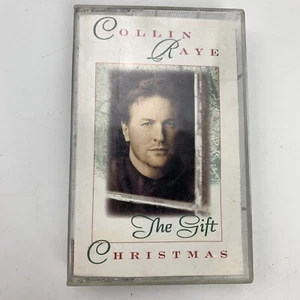 COLLIN
RAYE
The Gift
CHRISTMAS